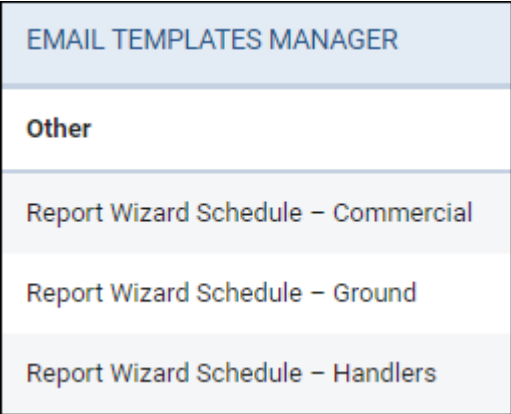 EMAIL TEMPLATES MANAGER
Other
Report Wizard Schedule – Commercial
Report Wizard Schedule – Ground
Report Wizard Schedule – Handlers